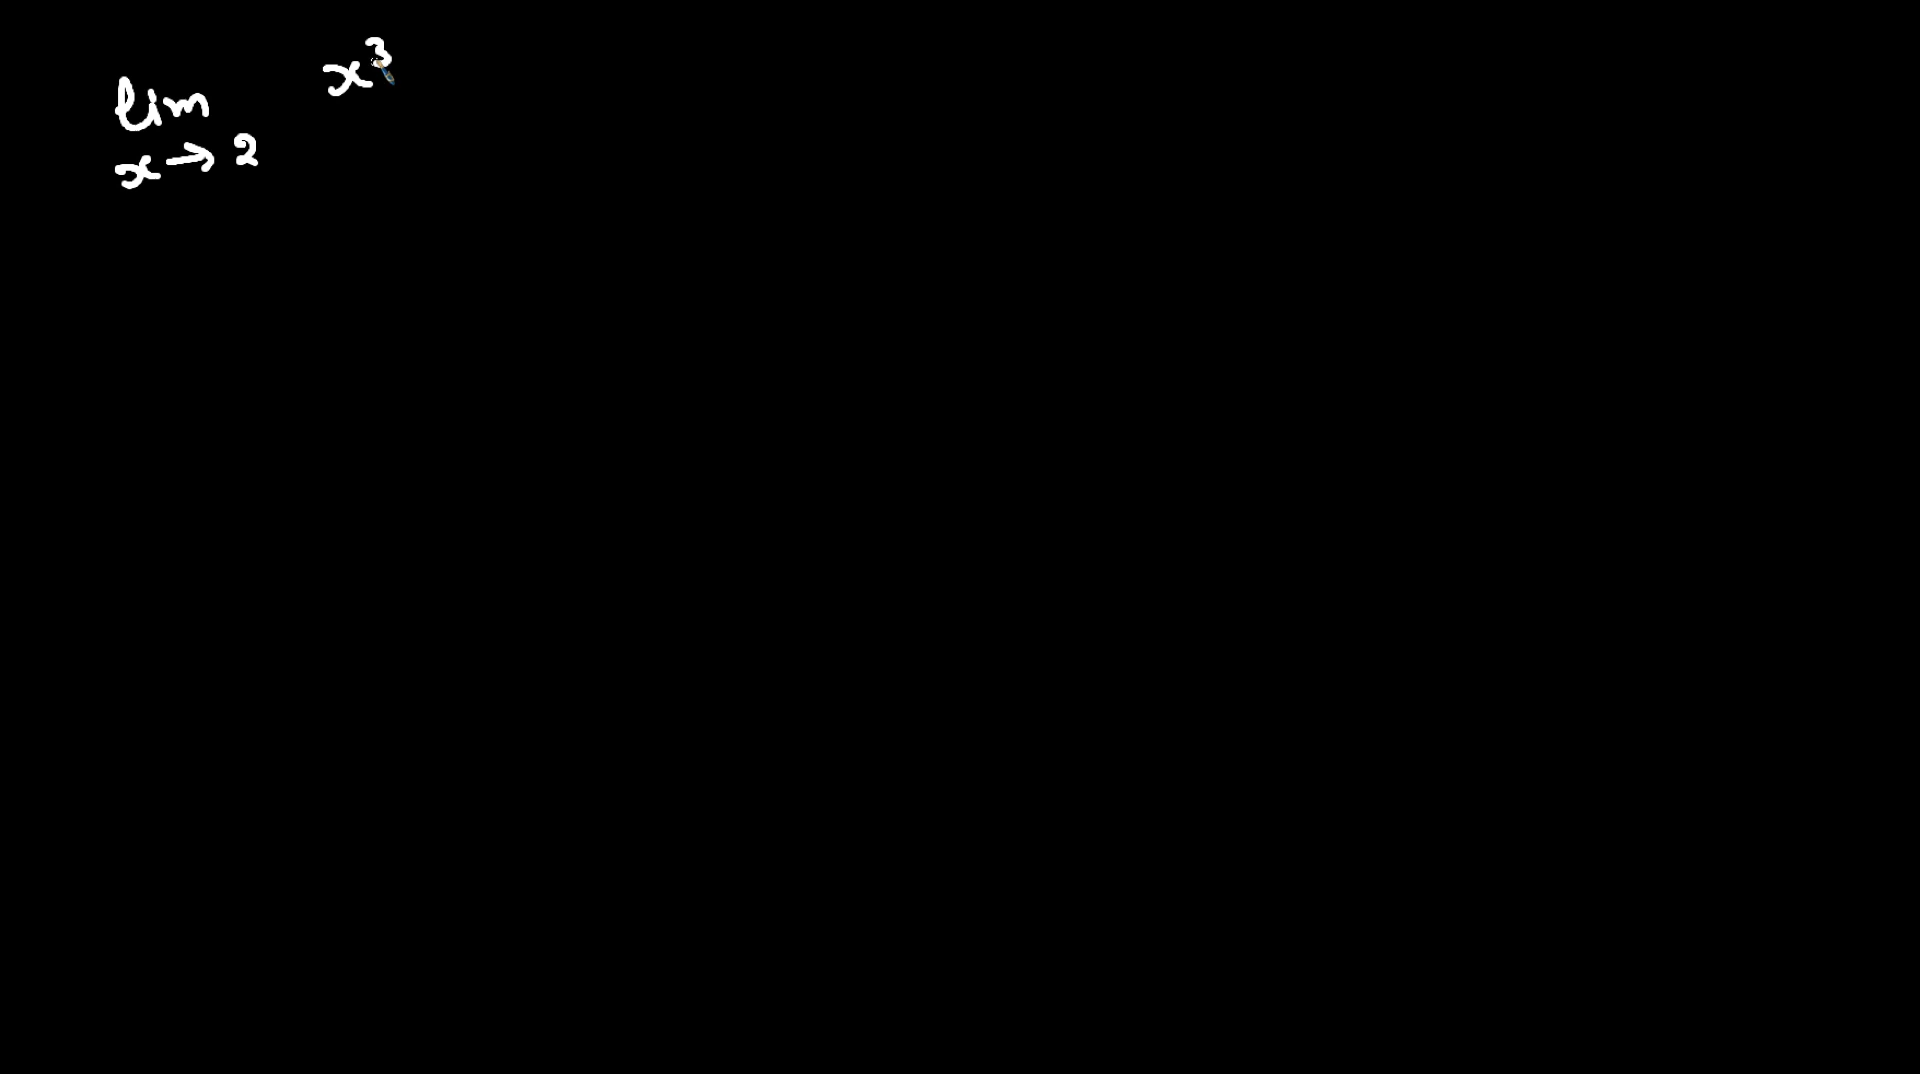 lim x³
x → 2